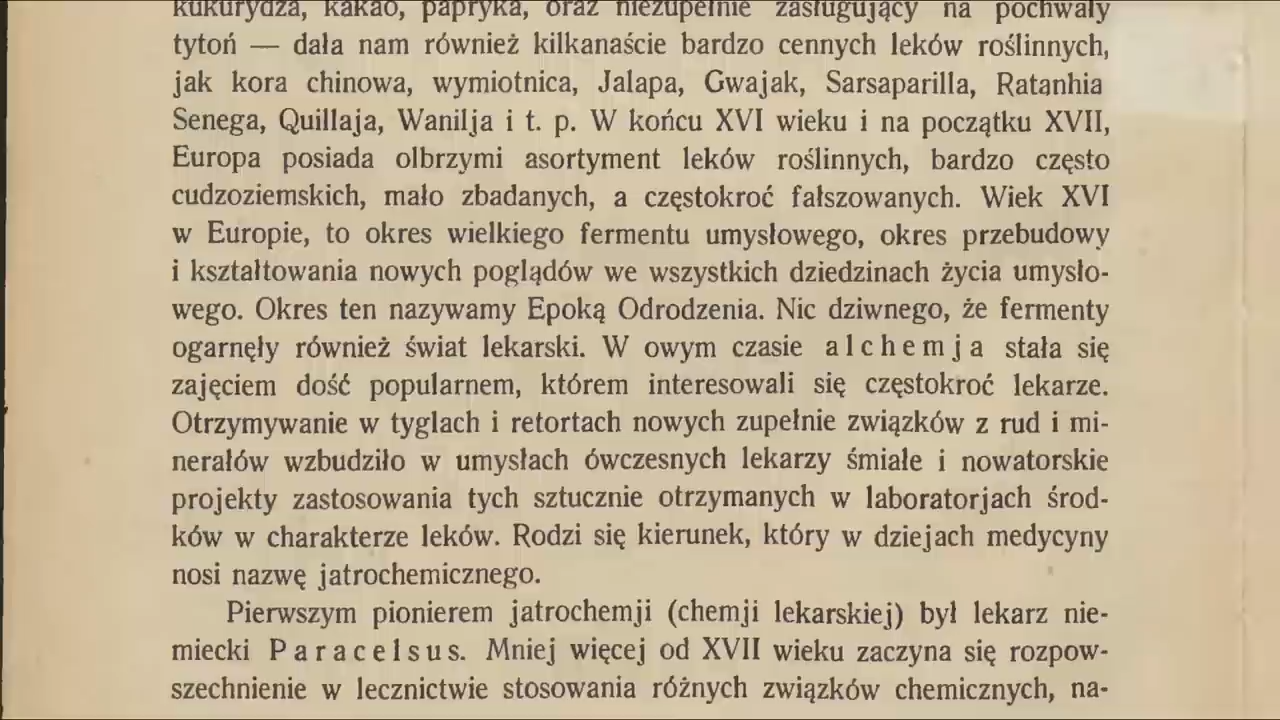 kukurydza, kakao, papryka, oraz niezupełnie zasługujący na pochwały
tytoń — dała nam również kilkanaście bardzo cennych leków roślinnych,
jak kora chinowa, wymiotnica, Jalapa, Gwajak, Sarsaparilla, Ratanhia
Senega, Quillaja, Wanilja i t. p. W końcu XVI wieku i na początku XVII,
Europa posiada olbrzymi asortyment leków roślinnych, bardzo często
cudzoziemskich, mało zbadanych, a częstokroć fałszowanych. Wiek XVI
w Europie, to okres wielkiego fermentu umysłowego, okres przebudowy
i kształtowania nowych poglądów we wszystkich dziedzinach życia umysło-
wego. Okres ten nazywamy Epoką Odrodzenia. Nic dziwnego, że fermenty
ogarnęły również świat lekarski. W owym czasie alchemja stała się
zajęciem dość popularnem, którem interesowali się częstokroć lekarze.
Otrzymywanie w tyglach i retortach nowych zupełnie związków z rud i mi-
nerałów wzbudziło w umysłach ówczesnych lekarzy śmiałe i nowatorskie
projekty zastosowania tych sztucznie otrzymanych w laboratorjach środ-
ków w charakterze leków. Rodzi się kierunek, który w dziejach medycyny
nosi nazwę jatrochemicznego.
Pierwszym pionierem jatrochemji (chemji lekarskiej) był lekarz nie-
miecki Paracelsus. Mniej więcej od XVII wieku zaczyna się rozpow-
szechnienie w lecznictwie stosowania różnych związków chemicznych, na-